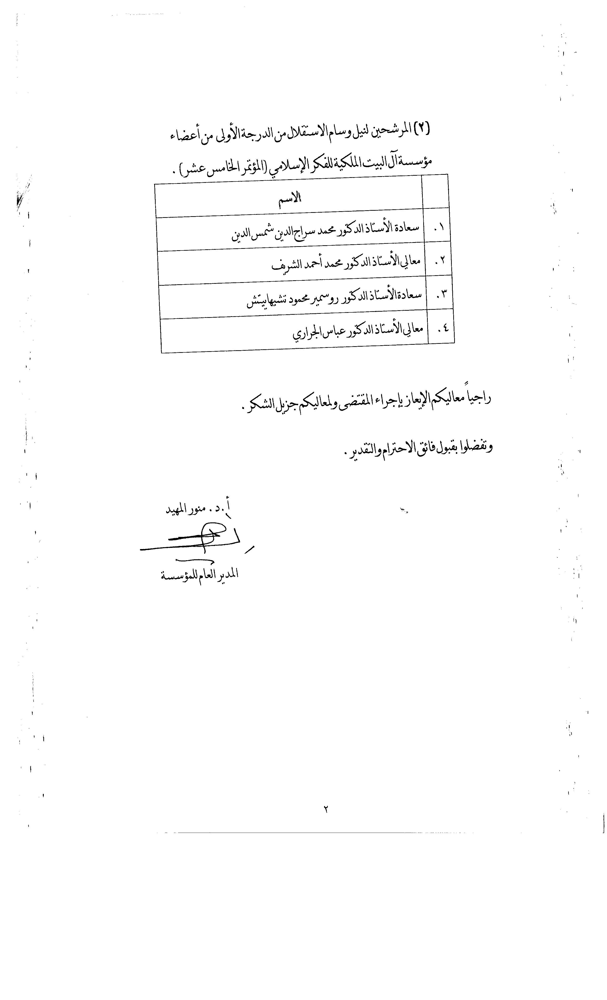 (٢) المرشحين لنيل وسام الاستقلال من الدرجة الأولى من أعضاء
مؤسسة آل البيت الملكية للفكر الإسلامي (المؤتمر الخامس عشر).
الاسم
١. سعادة الأستاذ الدكتور محمد سراج الدين شمس الدين
٢. معالي الأستاذ الدكتور محمد أحمد الشريف
٣. سعادة الأستاذ الدكتور روسمير محمود تشيهاييتش
٤. معالي الأستاذ الدكتور عباس الجراري
راجياً معاليكم الإيعاز بإجراء المقتضى ولمعاليكم جزيل الشكر.
وتفضلوا بقبول فائق الاحترام والتقدير.
أ.د. منور المهيد
المدير العام للمؤسسة
٢